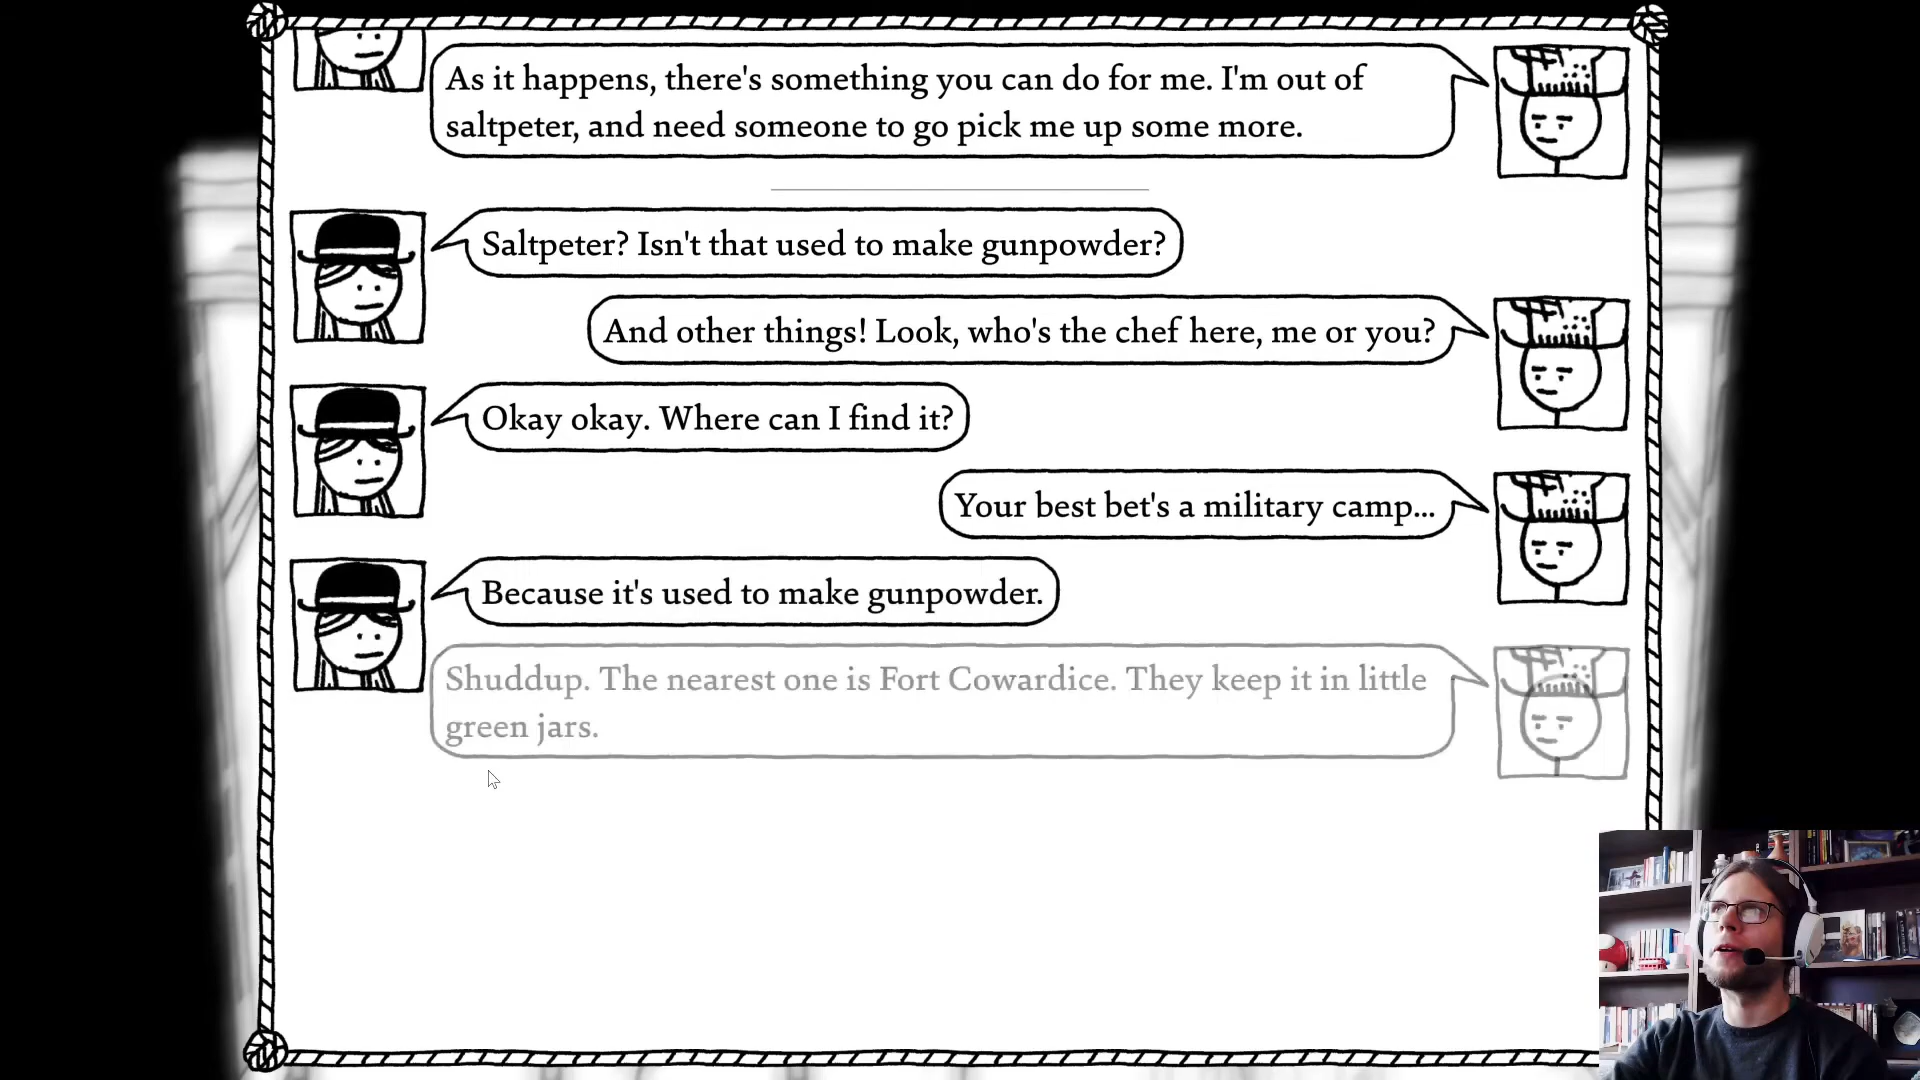 As it happens, there's something you can do for me. I'm out of
saltpeter, and need someone to go pick me up some more.
Saltpeter? Isn't that used to make gunpowder?
And other things! Look, who's the chef here, me or you?
Okay okay. Where can I find it?
Your best bet's a military camp...
Because it's used to make gunpowder.
Shuddup. The nearest one is Fort Cowardice. They keep it in little
green jars.